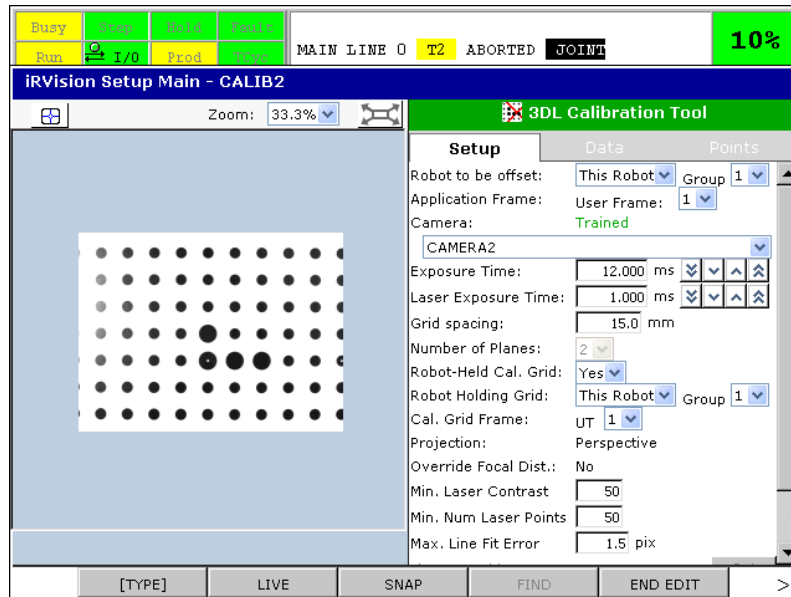 Busy Step Hold Fault
Run I/O Prod TCyc
MAIN LINE 0 T2 ABORTED JOINT
10%
iRVision Setup Main - CALIB2
Zoom: 33.3%
3DL Calibration Tool
Setup Data Points
Robot to be offset: This Robot Group 1
Application Frame: User Frame: 1
Camera: Trained
CAMERA2
Exposure Time: 12.000 ms
Laser Exposure Time: 1.000 ms
Grid spacing: 15.0 mm
Number of Planes: 2
Robot-Held Cal. Grid: Yes
Robot Holding Grid: This Robot Group 1
Cal. Grid Frame: UT 1
Projection: Perspective
Override Focal Dist.: No
Min. Laser Contrast 50
Min. Num Laser Points 50
Max. Line Fit Error 1.5 pix
[TYPE] LIVE SNAP FIND END EDIT >